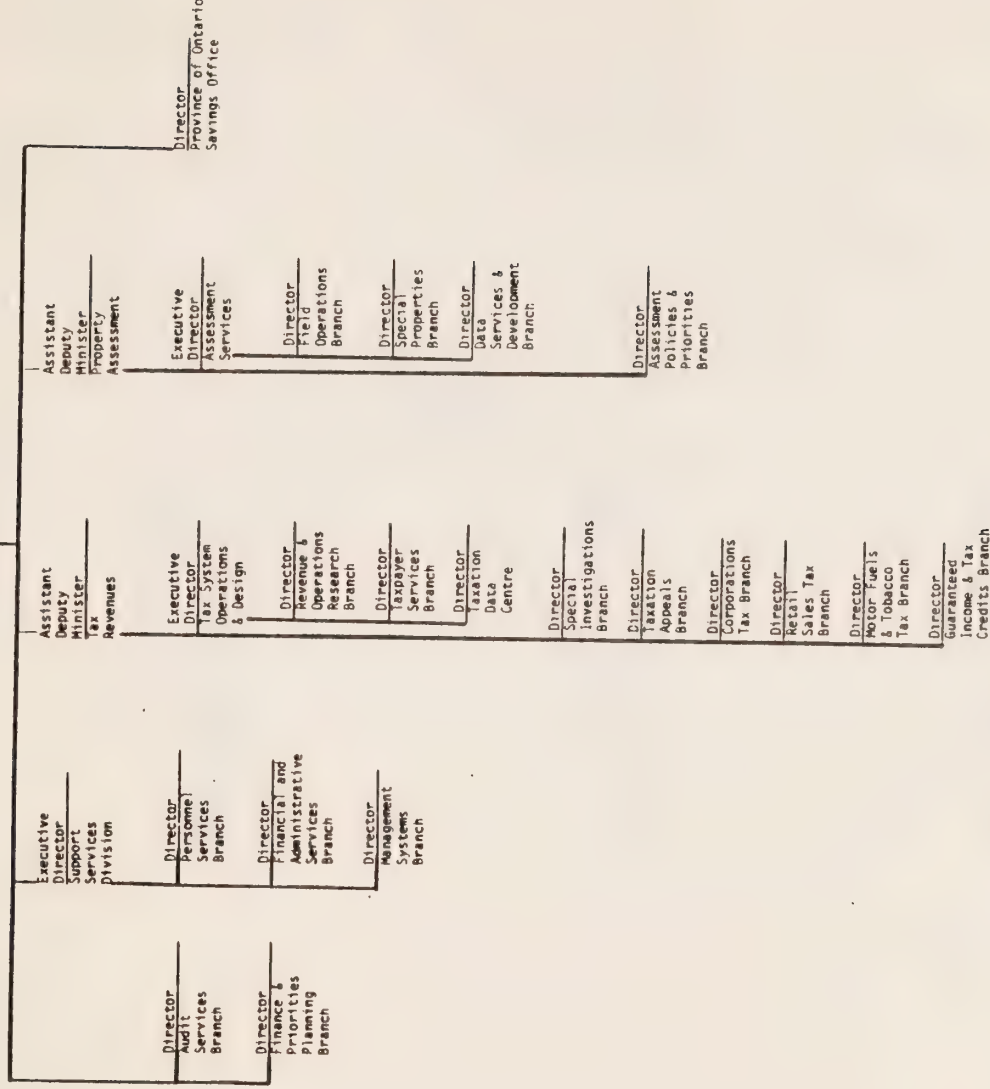 Director
Audit
Services
Branch
Director
Finance &
Priorities
Planning
Branch
Executive
Director
Support
Services
Division
Director
Personnel
Services
Branch
Director
Financial and
Administrative
Services
Branch
Director
Management
Systems
Branch
Assistant
Deputy
Minister
Tax
Revenues
Executive
Director
Tax System
Operations
& Design
Director
Revenue &
Operations
Research
Branch
Director
Taxpayer
Services
Branch
Director
Taxation
Data
Centre
Director
Special
Investigations
Branch
Director
Taxation
Appeals
Branch
Director
Corporations
Tax Branch
Director
Retail
Sales Tax
Branch
Director
Motor Fuels
& Tobacco
Tax Branch
Director
Guaranteed
Income & Tax
Credits Branch
Assistant
Deputy
Minister
Property
Assessment
Executive
Director
Assessment
Services
Director
Field
Operations
Branch
Director
Special
Properties
Branch
Director
Data
Services &
Development
Branch
Director
Assessment
Policies &
Priorities
Branch
Director
Province of Ontario
Savings Office